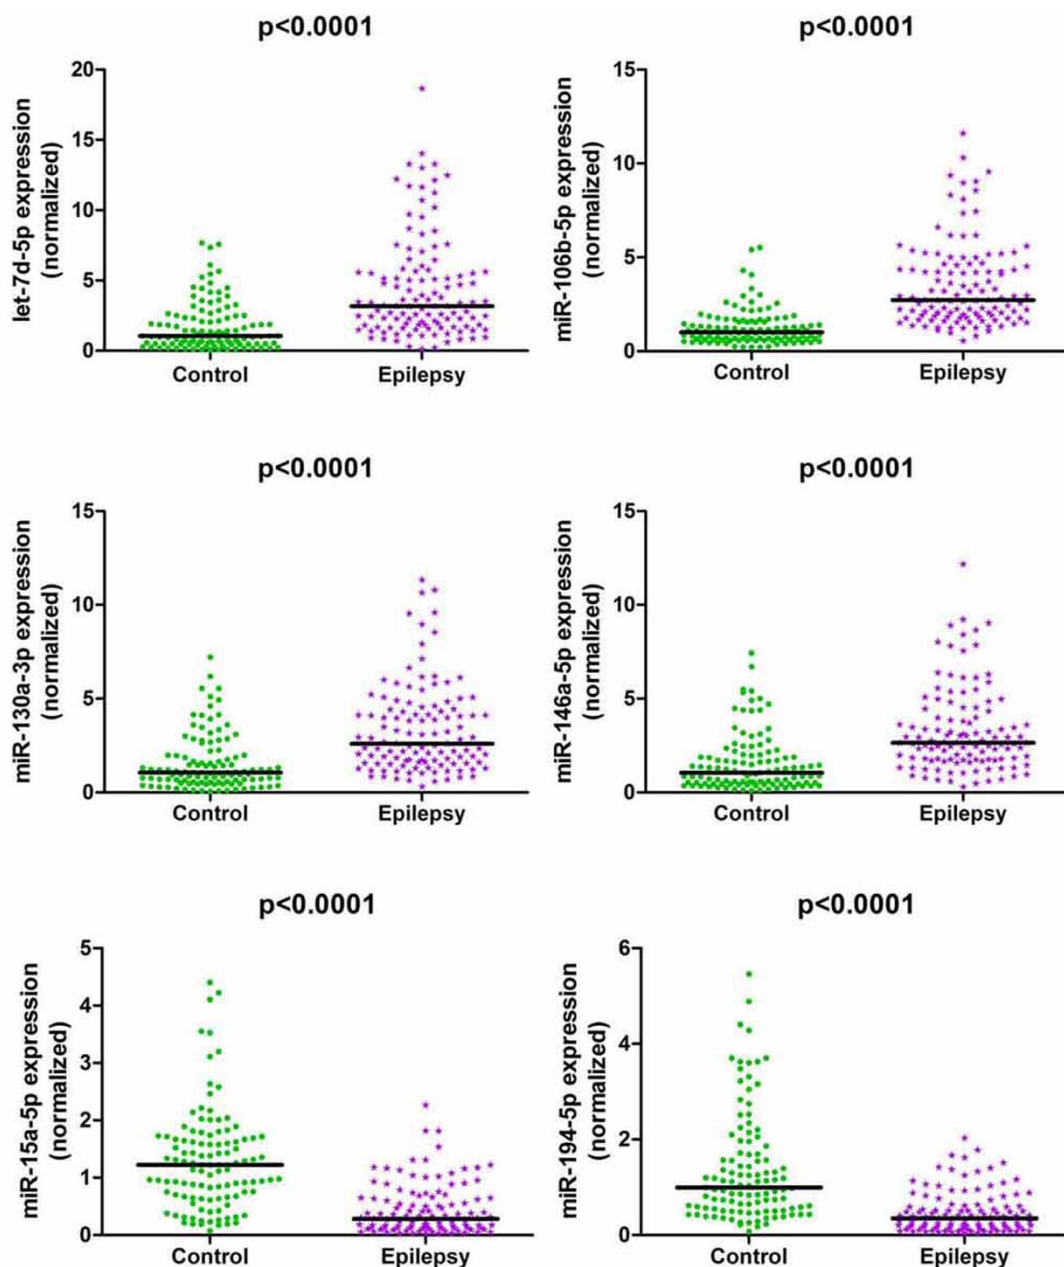 p<0.0001
let-7d-5p expression
(normalized)
20
15
10
5
0
Control
Epilepsy
p<0.0001
miR-106b-5p expression
(normalized)
15
10
5
0
Control
Epilepsy
p<0.0001
miR-130a-3p expression
(normalized)
15
10
5
0
Control
Epilepsy
p<0.0001
miR-146a-5p expression
(normalized)
15
10
5
0
Control
Epilepsy
p<0.0001
miR-15a-5p expression
(normalized)
5
4
3
2
1
0
Control
Epilepsy
p<0.0001
miR-194-5p expression
(normalized)
6
4
2
0
Control
Epilepsy